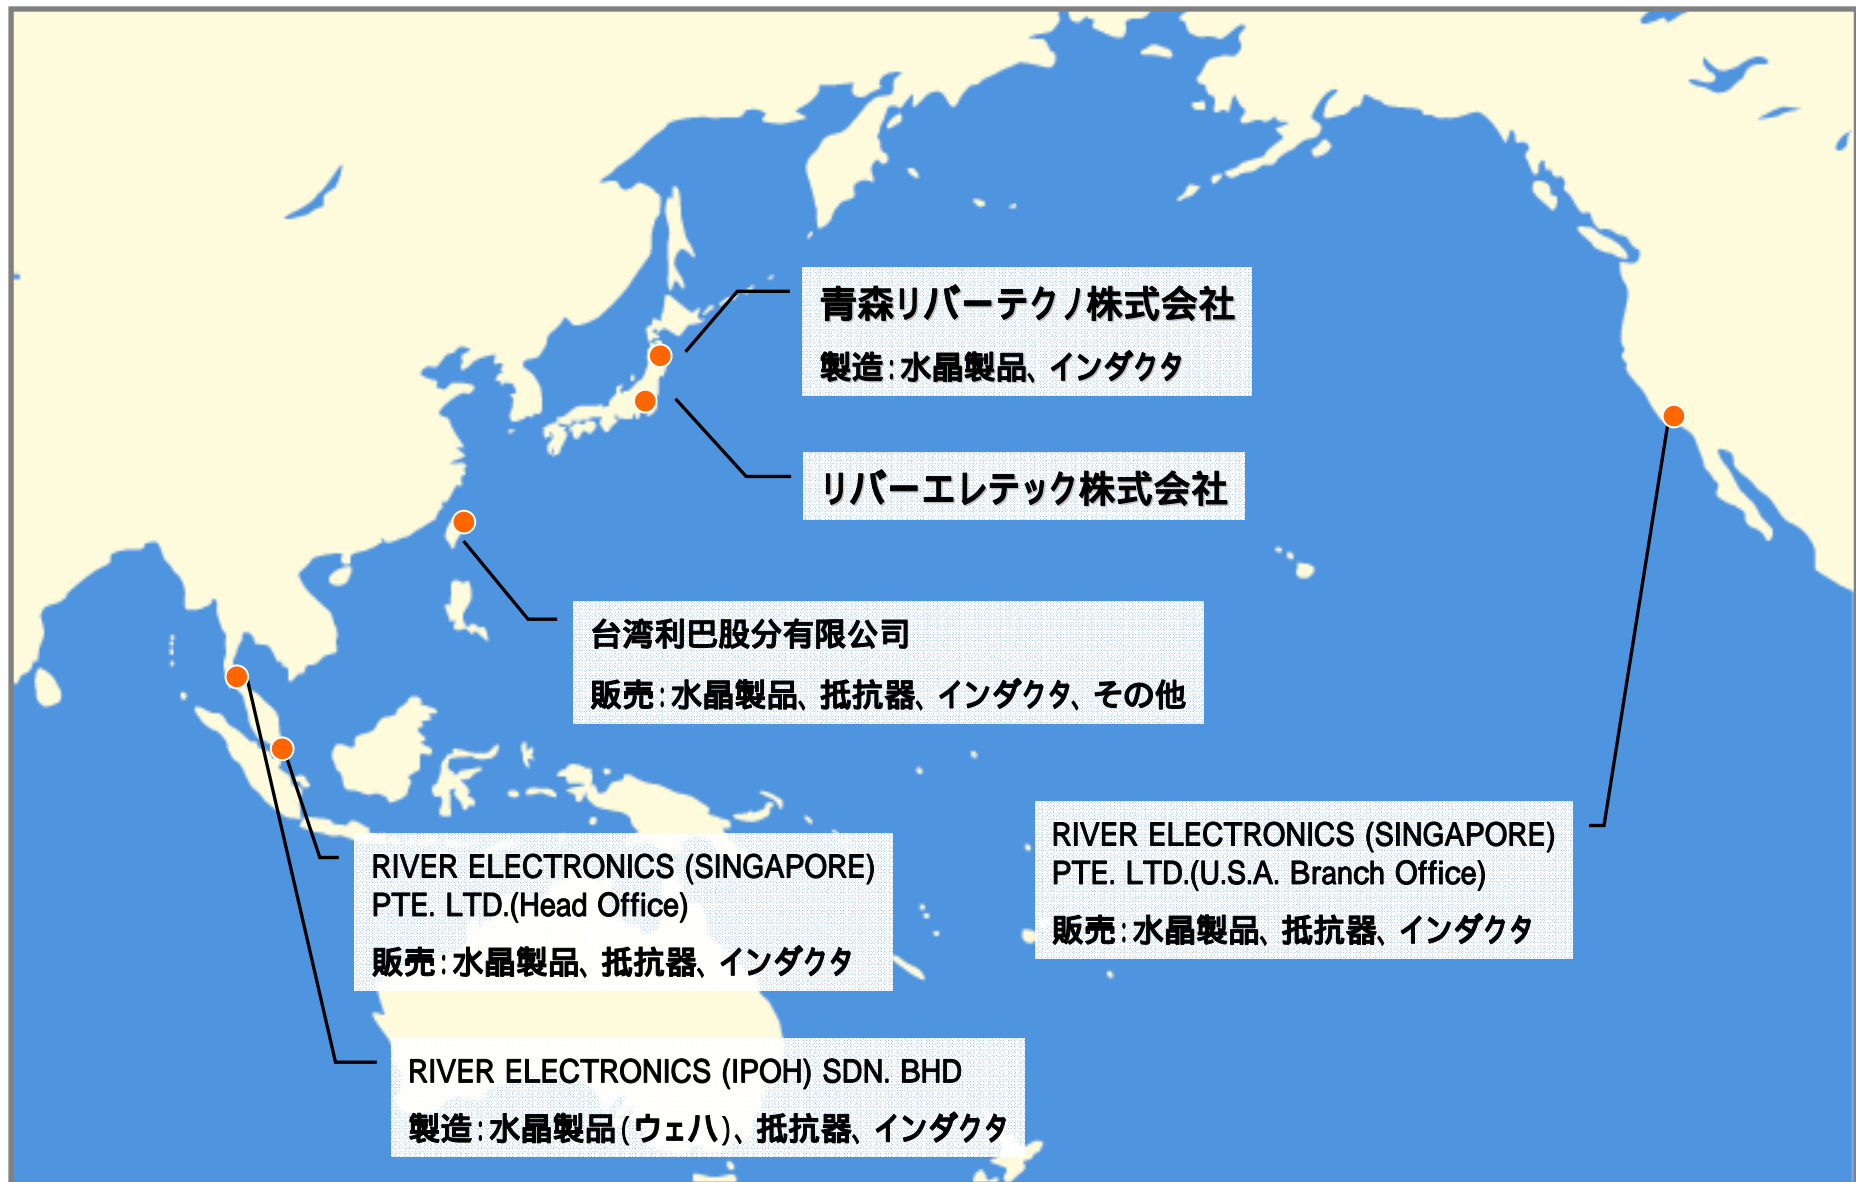 青森リバーテクノ株式会社
製造:水晶製品、インダクタ
リバーエレテック株式会社
台湾利巴股分有限公司
販売:水晶製品、抵抗器、インダクタ、その他
RIVER ELECTRONICS (SINGAPORE)
PTE. LTD.(U.S.A. Branch Office)
販売:水晶製品、抵抗器、インダクタ
RIVER ELECTRONICS (SINGAPORE)
PTE. LTD.(Head Office)
販売:水晶製品、抵抗器、インダクタ
RIVER ELECTRONICS (IPOH) SDN. BHD
製造:水晶製品(ウェハ)、抵抗器、インダクタ